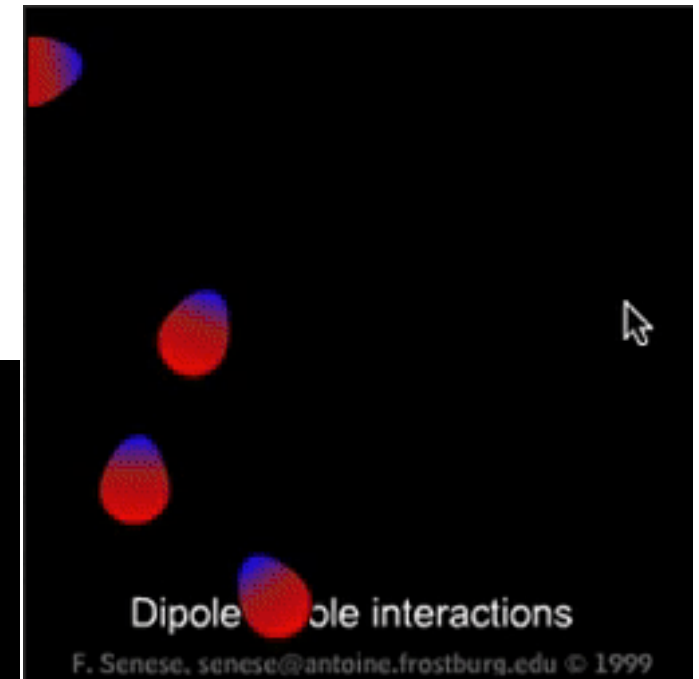 Dipole ole interactions
F. Senese, senese@antoine.frostburg.edu © 1999